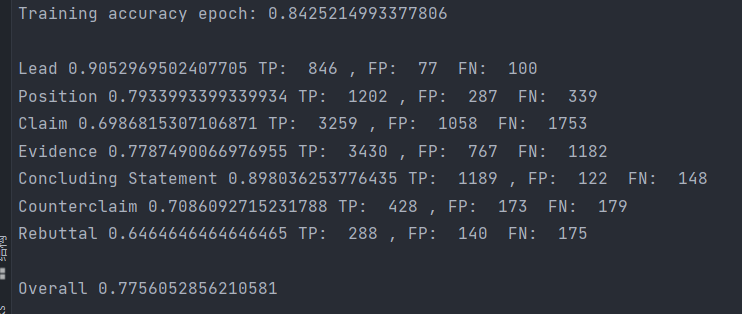 Training accuracy epoch: 0.8425214993377806
Lead 0.9052969502407705 TP:  846 , FP:  77  FN:  100
Position 0.7933993399339934 TP:  1202 , FP:  287  FN:  339
Claim 0.6986815307106871 TP:  3259 , FP:  1058  FN:  1753
Evidence 0.7787490066976955 TP:  3430 , FP:  767  FN:  1182
Concluding Statement 0.898036253776435 TP:  1189 , FP:  122  FN:  148
Counterclaim 0.7086092715231788 TP:  428 , FP:  173  FN:  179
Rebuttal 0.6464646464646465 TP:  288 , FP:  140  FN:  175
Overall 0.7756052856210581
结构